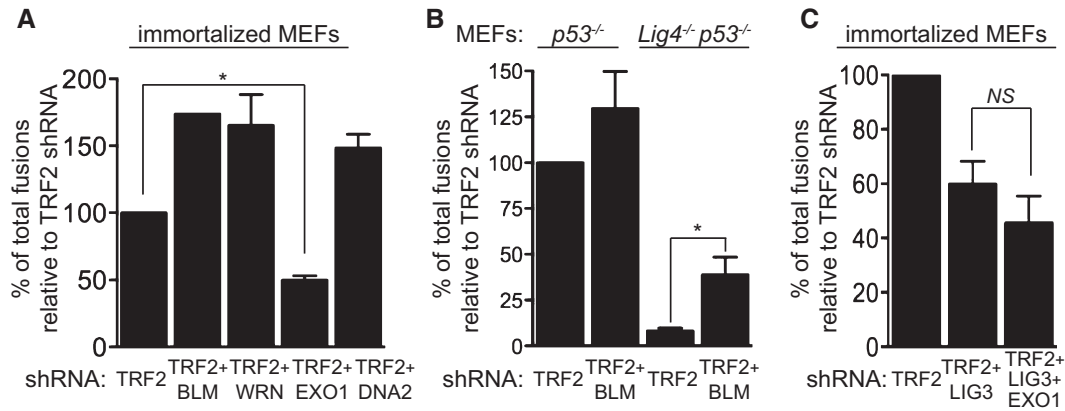 A
immortalized MEFs
% of total fusions
relative to TRF2 shRNA
200
150
100
50
0
*
shRNA:
TRF2
TRF2+
BLM
TRF2+
WRN
TRF2+
EXO1
TRF2+
DNA2
B
MEFs:
p53-/-
Lig4-/- p53-/-
% of total fusions
relative to TRF2 shRNA
150
125
100
75
50
25
0
*
shRNA:
TRF2
TRF2+
BLM
TRF2
TRF2+
BLM
C
immortalized MEFs
% of total fusions
relative to TRF2 shRNA
100
80
60
40
20
0
NS
shRNA:
TRF2
TRF2+
LIG3
TRF2+
LIG3+
EXO1